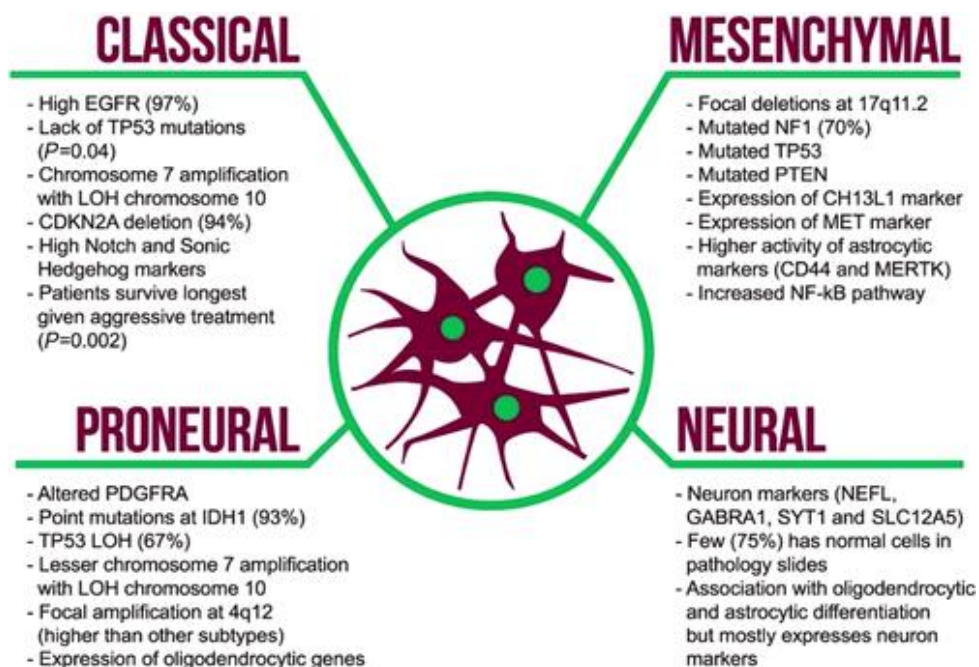 CLASSICAL
- High EGFR (97%)
- Lack of TP53 mutations
(P=0.04)
- Chromosome 7 amplification
with LOH chromosome 10
- CDKN2A deletion (94%)
- High Notch and Sonic
Hedgehog markers
- Patients survive longest
given aggressive treatment
(P=0.002)
MESENCHYMAL
- Focal deletions at 17q11.2
- Mutated NF1 (70%)
- Mutated TP53
- Mutated PTEN
- Expression of CH13L1 marker
- Expression of MET marker
- Higher activity of astrocytic
markers (CD44 and MERTK)
- Increased NF-kB pathway
PRONEURAL
- Altered PDGFRA
- Point mutations at IDH1 (93%)
- TP53 LOH (67%)
- Lesser chromosome 7 amplification
with LOH chromosome 10
- Focal amplification at 4q12
(higher than other subtypes)
- Expression of oligodendrocytic genes
NEURAL
- Neuron markers (NEFL,
GABRA1, SYT1 and SLC12A5)
- Few (75%) has normal cells in
pathology slides
- Association with oligodendrocytic
and astrocytic differentiation
but mostly expresses neuron
markers